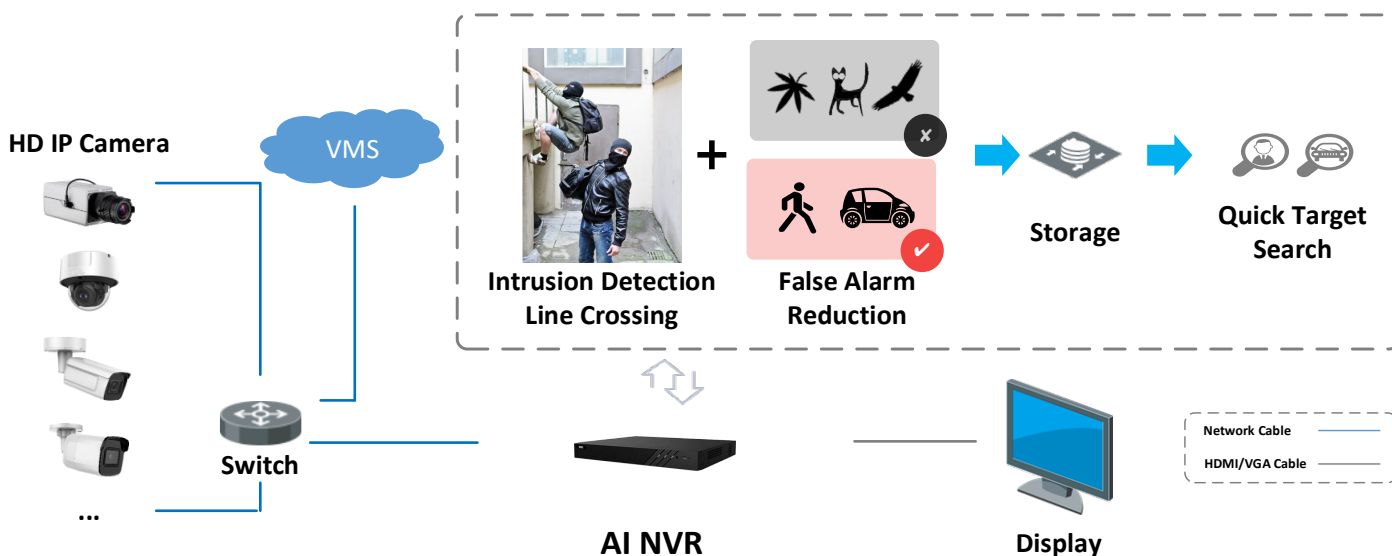 HD IP Camera
VMS
Intrusion Detection
Line Crossing
+
False Alarm
Reduction
Storage
Quick Target
Search
Switch
...
AI NVR
Display
Network Cable
HDMI/VGA Cable